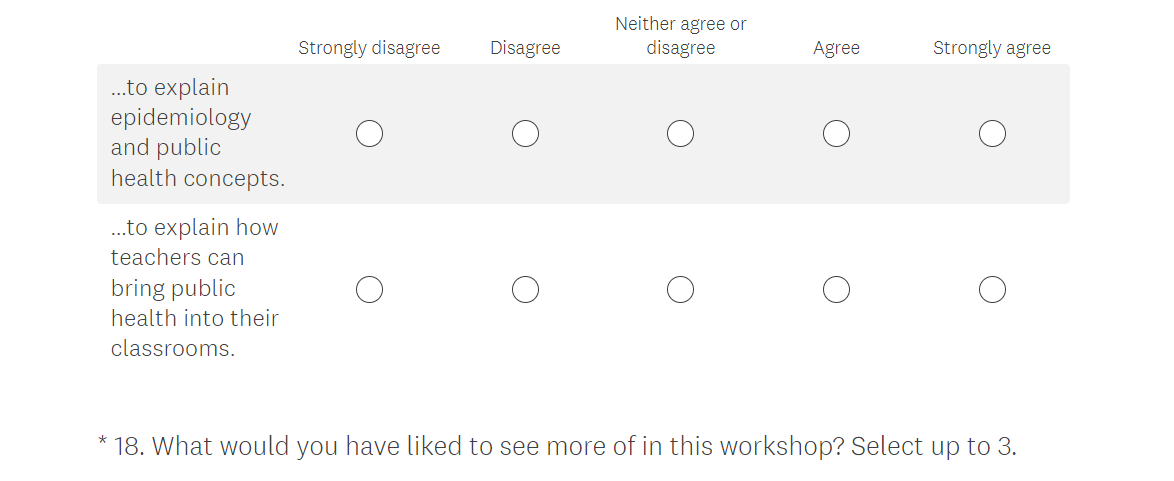 Strongly disagree
Disagree
Neither agree or
disagree
Agree
Strongly agree
...to explain
epidemiology
and public
health concepts.
...to explain how
teachers can
bring public
health into their
classrooms.
* 18. What would you have liked to see more of in this workshop? Select up to 3.